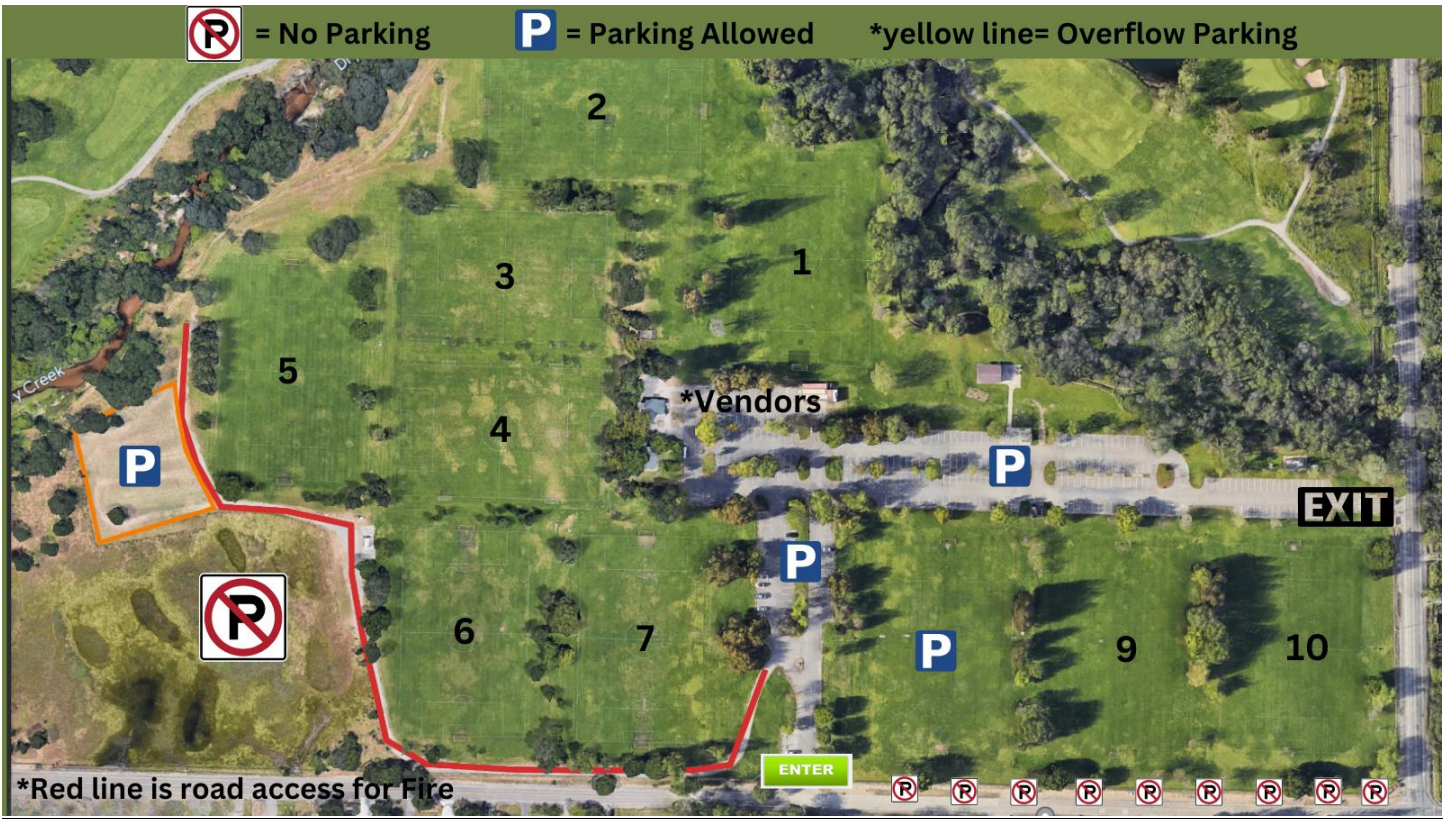 P = No Parking
P = Parking Allowed
*yellow line= Overflow Parking
2
1
3
5
4
*Vendors
y Creek
P
P
EXIT
P
P
6
7
P
9
10
ENTER
*Red line is road access for Fire
P P P P P P P P P